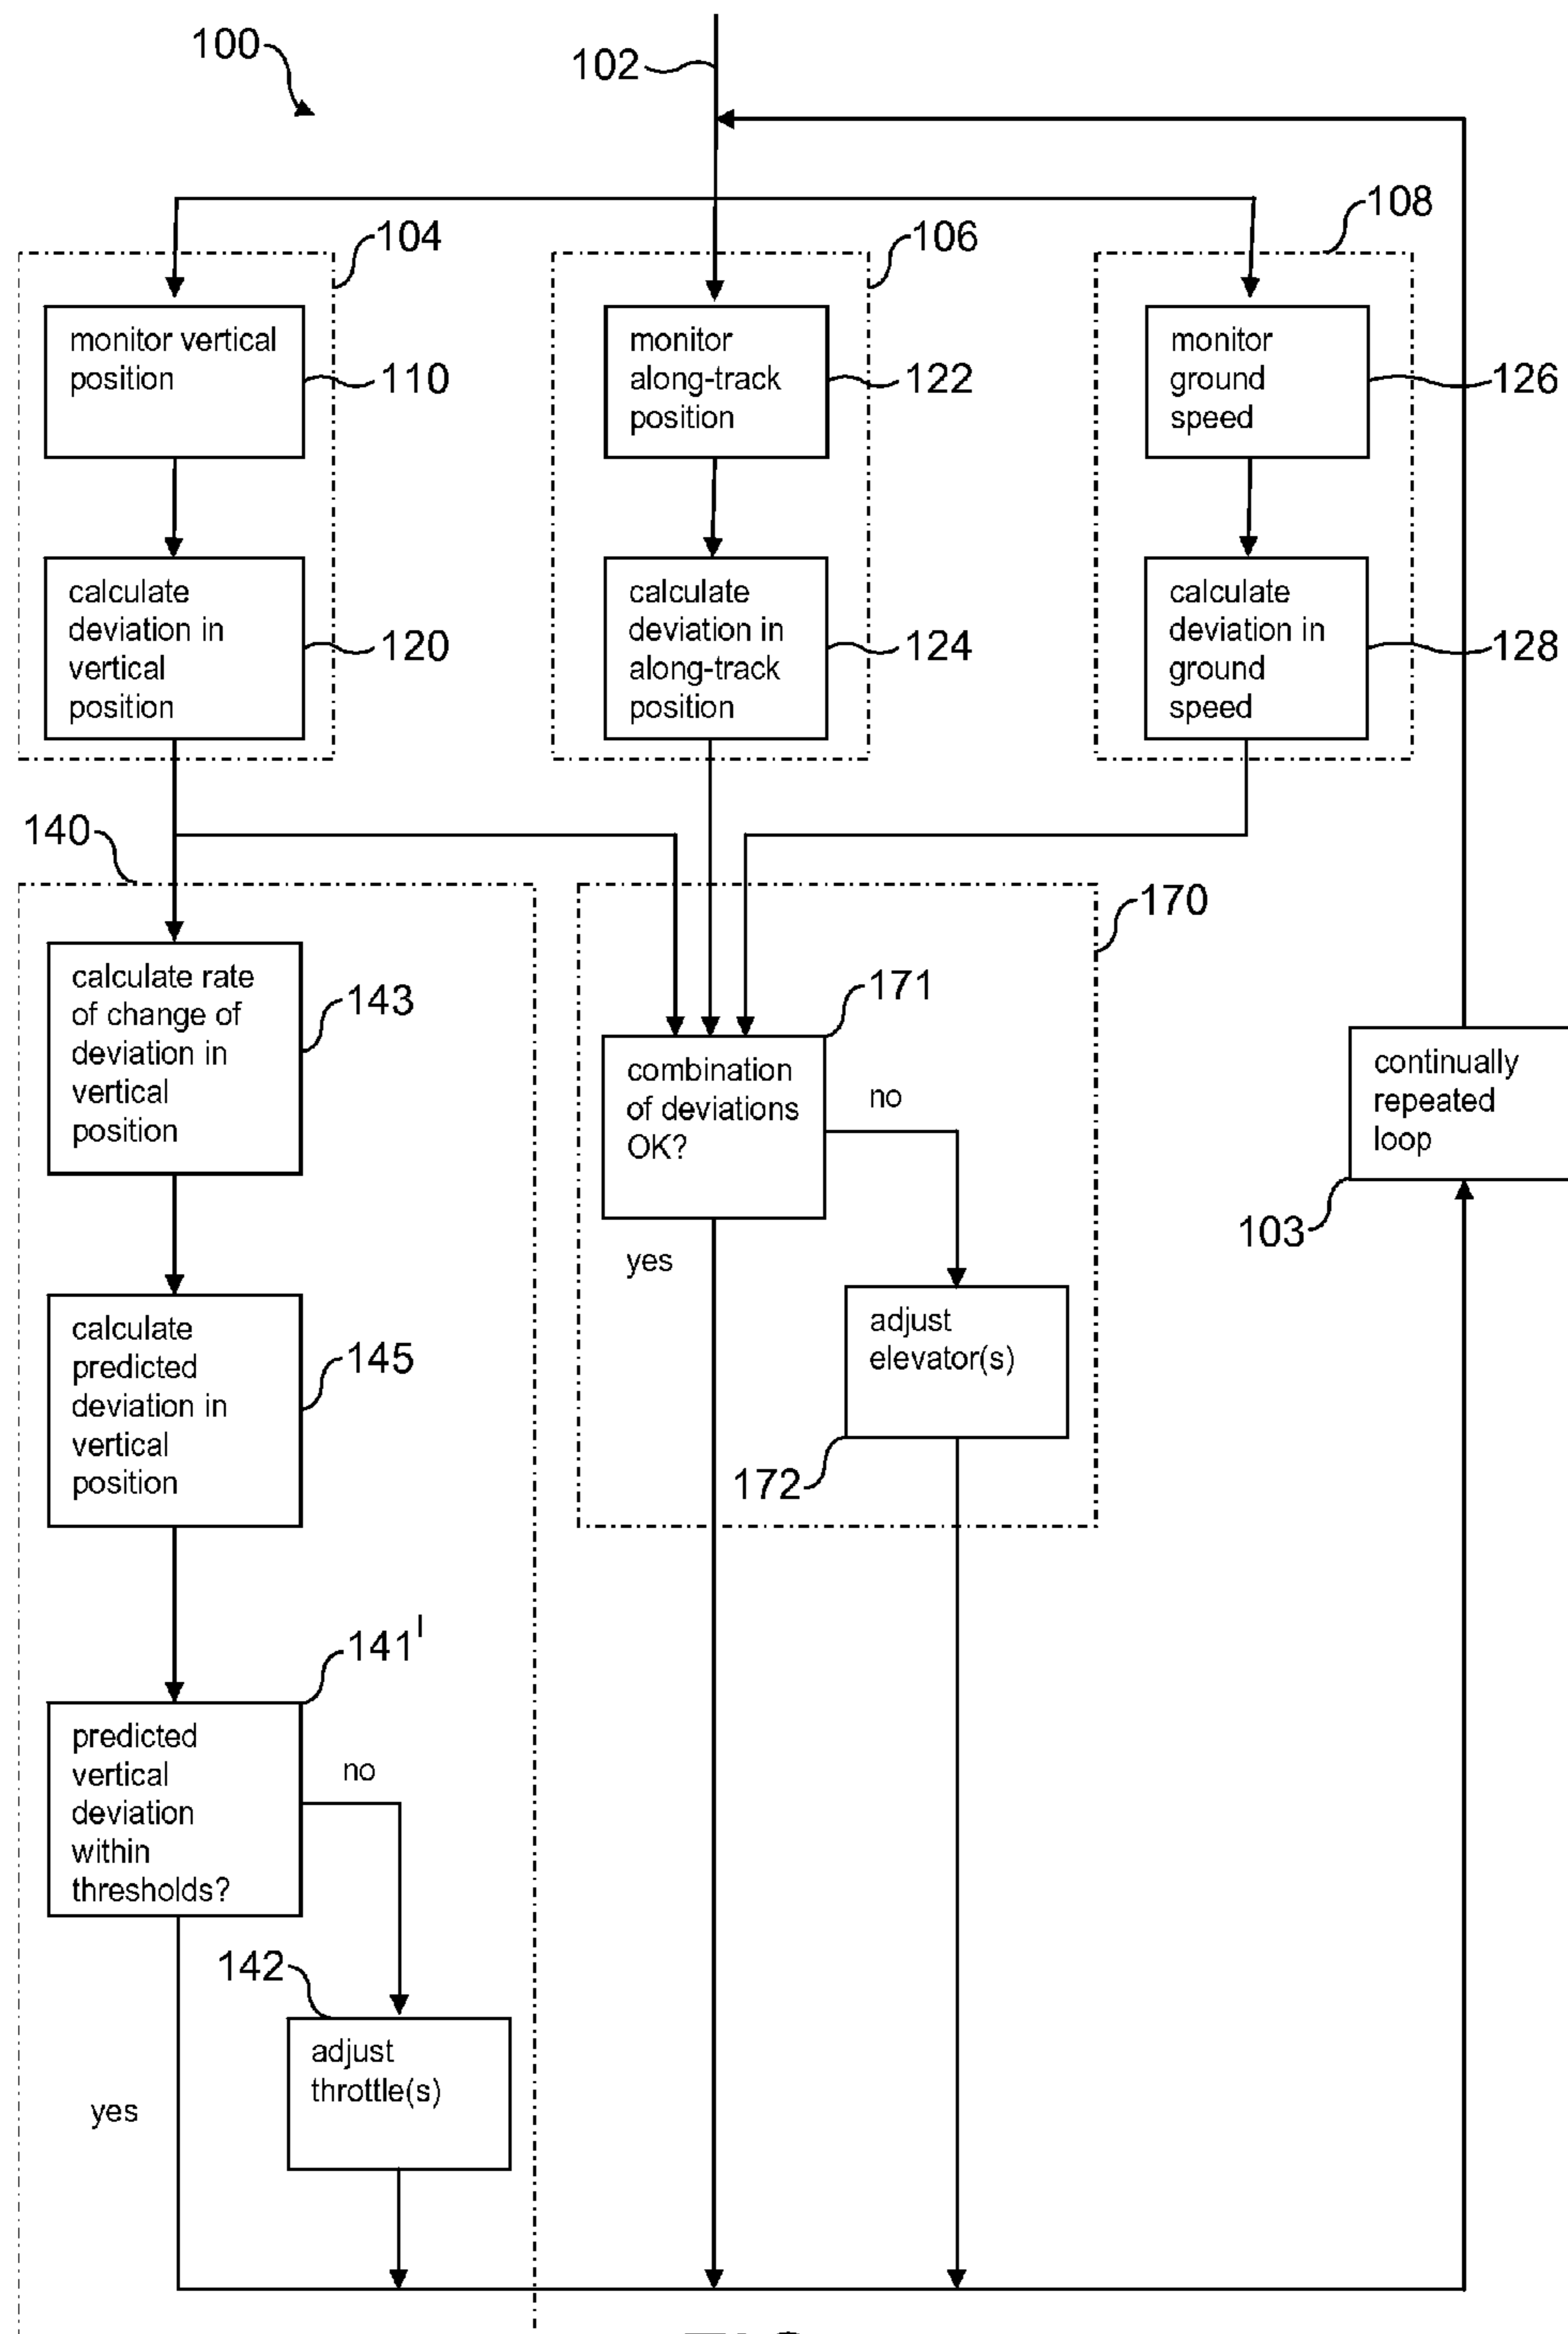 100
102
104
106
108
monitor vertical
position
110
monitor
along-track
position
122
monitor
ground
speed
126
calculate
deviation in
vertical
position
120
calculate
deviation in
along-track
position
124
calculate
deviation in
ground
speed
128
140
170
calculate rate
of change of
deviation in
vertical
position
143
171
combination
of deviations
OK?
no
yes
continually
repeated
loop
103
adjust
elevator(s)
172
calculate
predicted
deviation in
vertical
position
145
141'
predicted
vertical
deviation
within
thresholds?
no
142
adjust
throttle(s)
yes